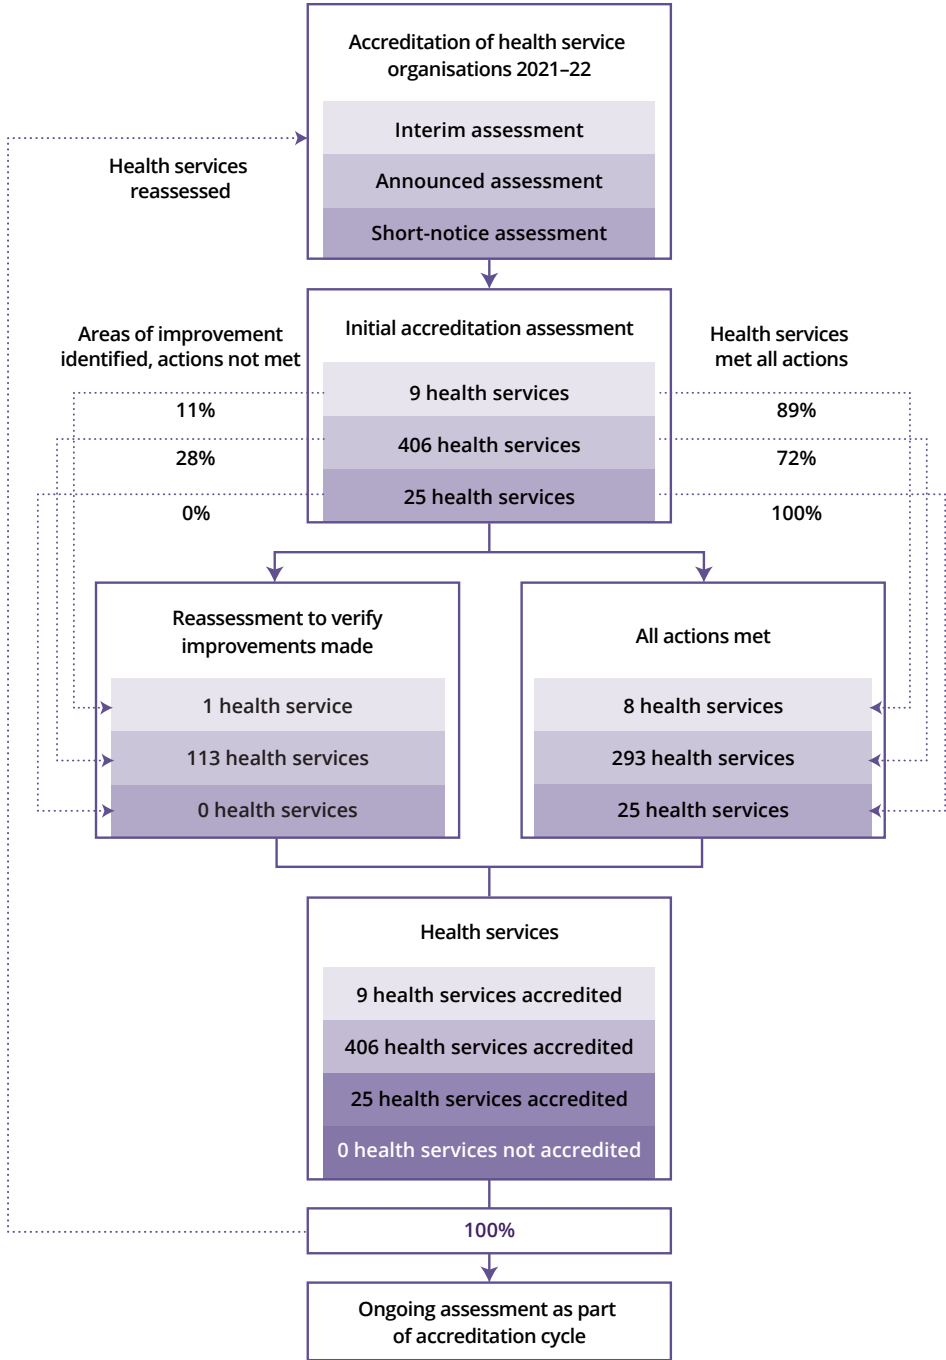 Accreditation of health service
organisations 2021–22
Interim assessment
Announced assessment
Short-notice assessment
Health services
reassessed
Initial accreditation assessment
9 health services
406 health services
25 health services
Areas of improvement
identified, actions not met
11%
28%
0%
Health services
met all actions
89%
72%
100%
Reassessment to verify
improvements made
1 health service
113 health services
0 health services
All actions met
8 health services
293 health services
25 health services
Health services
9 health services accredited
406 health services accredited
25 health services accredited
0 health services not accredited
100%
Ongoing assessment as part
of accreditation cycle